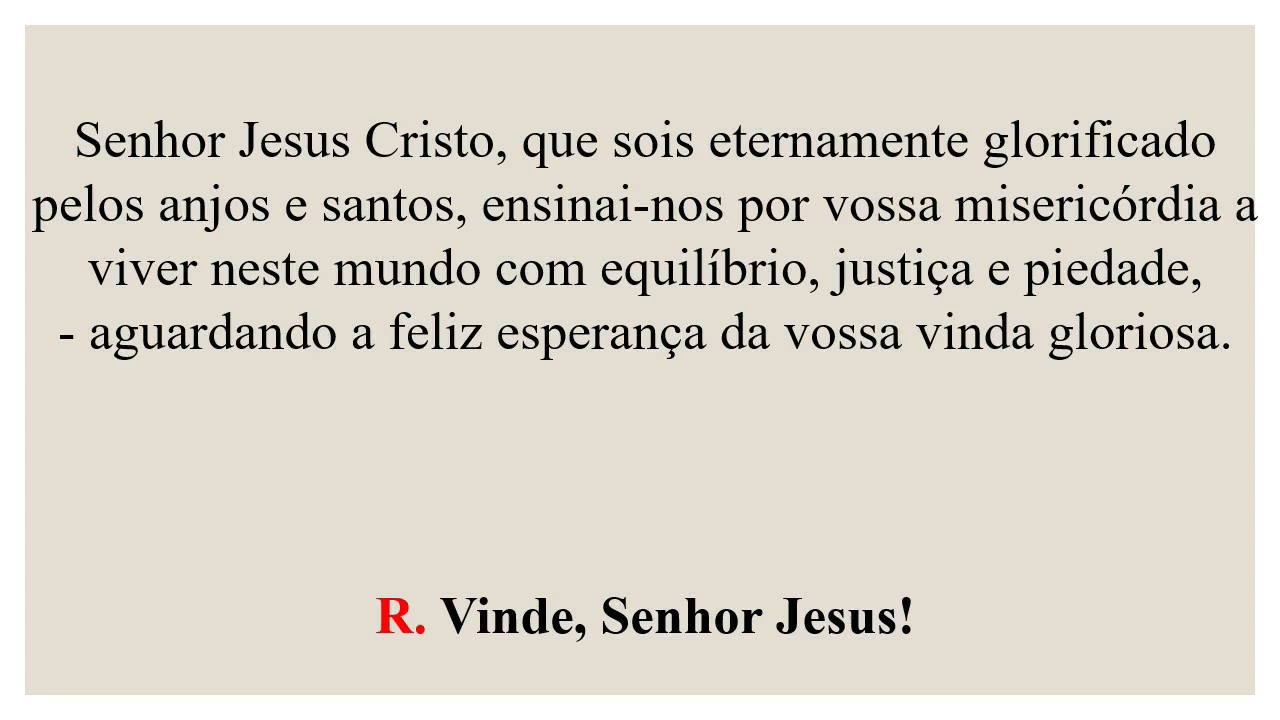 Senhor Jesus Cristo, que sois eternamente glorificado
pelos anjos e santos, ensinai-nos por vossa misericórdia a
viver neste mundo com equilíbrio, justiça e piedade,
- aguardando a feliz esperança da vossa vinda gloriosa.
R. Vinde, Senhor Jesus!